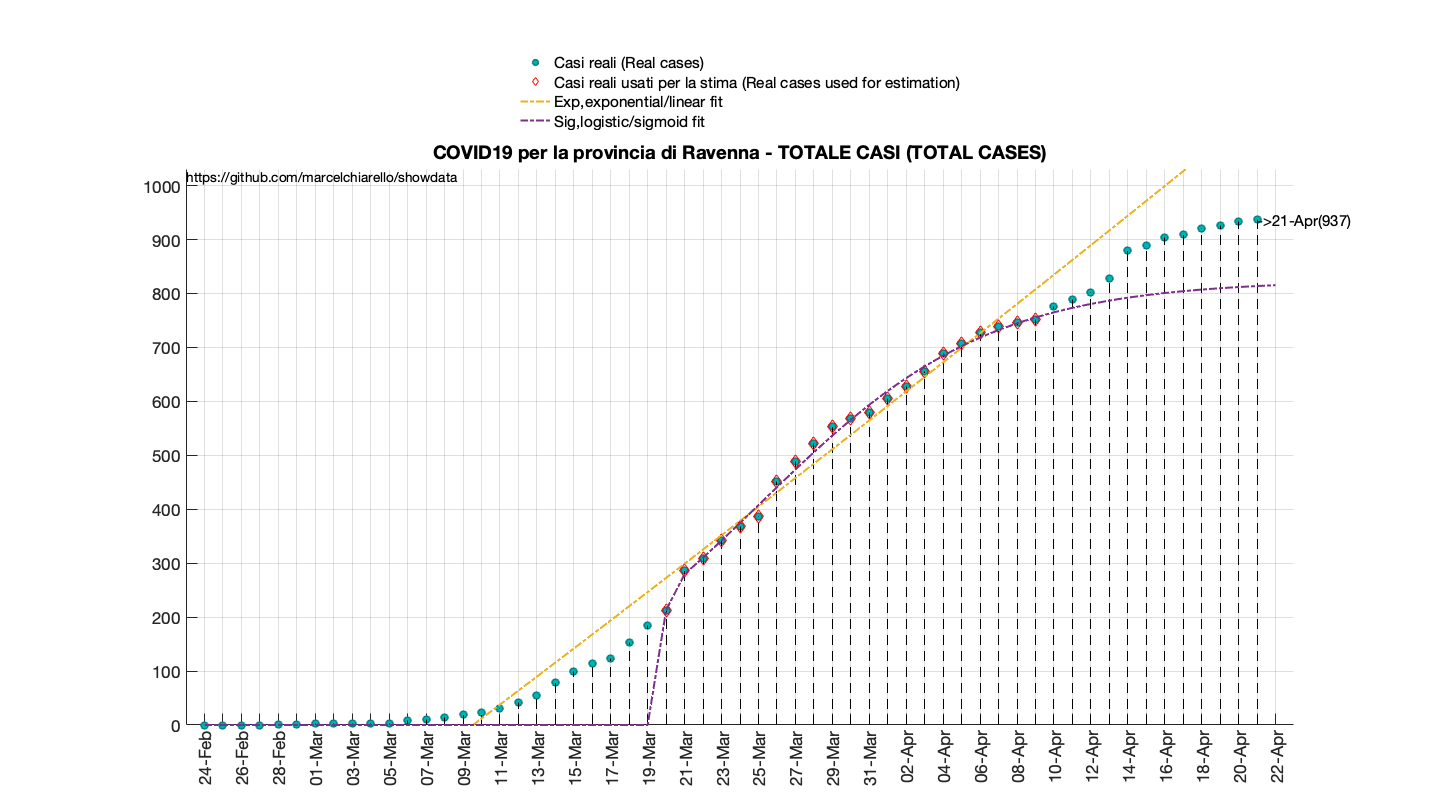 Casi reali (Real cases)
Casi reali usati per la stima (Real cases used for estimation)
Exp,exponential/linear fit
Sig,logistic/sigmoid fit
COVID19 per la provincia di Ravenna - TOTALE CASI (TOTAL CASES)
https://github.com/marcelchiarello/showdata
1000
900
800
700
600
500
400
300
200
100
0
->21-Apr(937)
24-Feb
26-Feb
28-Feb
01-Mar
03-Mar
05-Mar
07-Mar
09-Mar
11-Mar
13-Mar
15-Mar
17-Mar
19-Mar
21-Mar
23-Mar
25-Mar
27-Mar
29-Mar
31-Mar
02-Apr
04-Apr
06-Apr
08-Apr
10-Apr
12-Apr
14-Apr
16-Apr
18-Apr
20-Apr
22-Apr